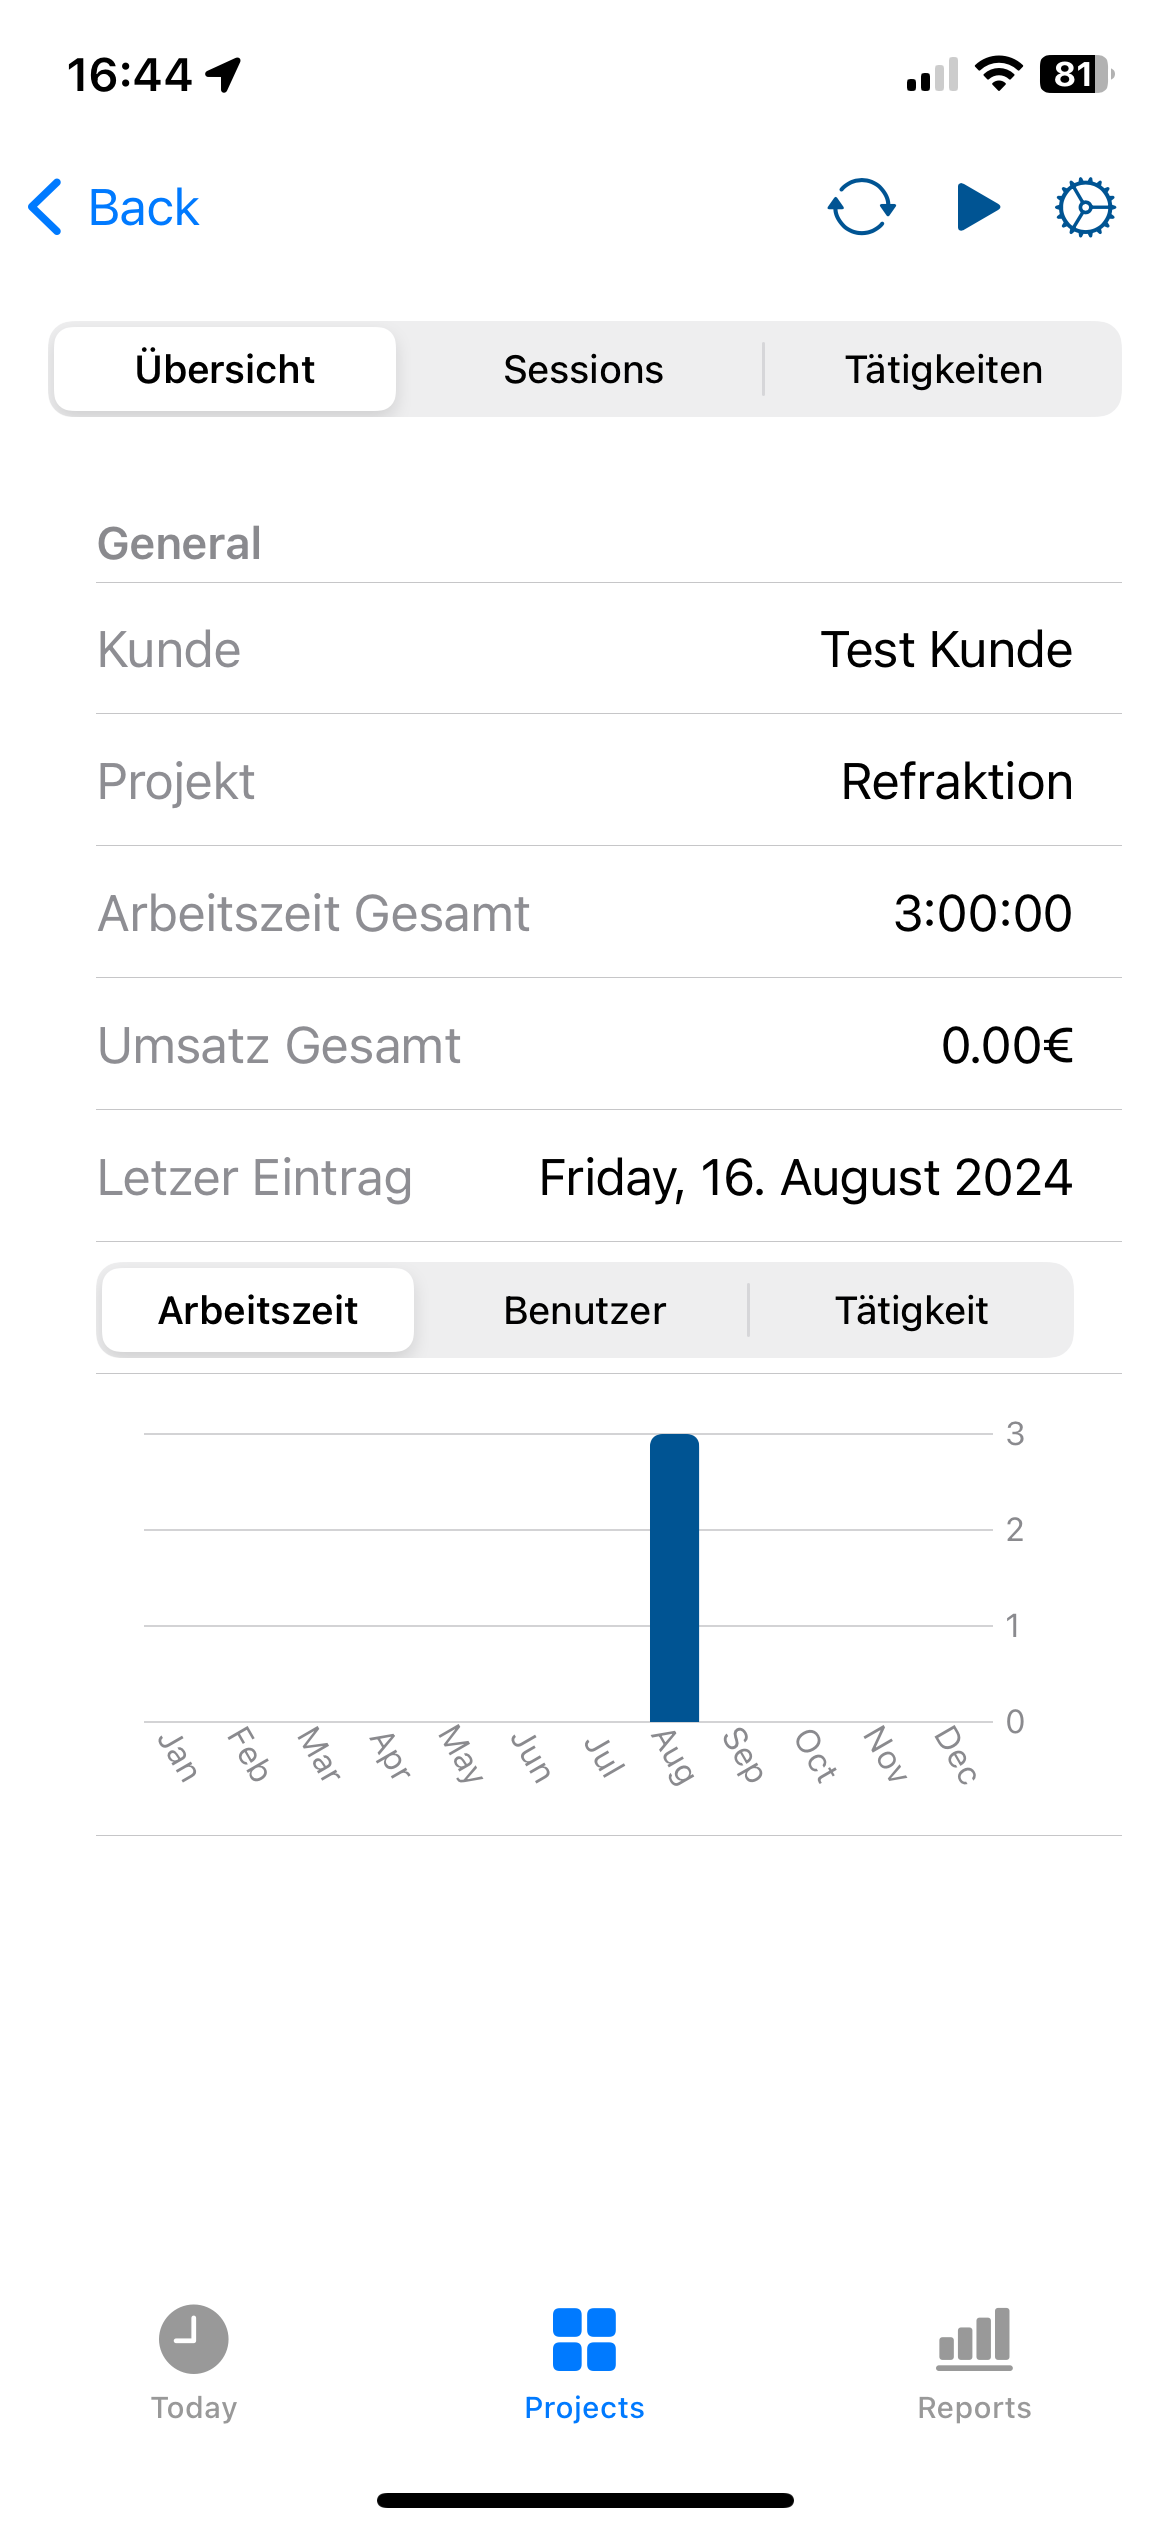 16:44
81
Back
Übersicht Sessions Tätigkeiten
General
Kunde Test Kunde
Projekt Refraktion
Arbeitszeit Gesamt 3:00:00
Umsatz Gesamt 0.00€
Letzer Eintrag Friday, 16. August 2024
Arbeitszeit Benutzer Tätigkeit
3
2
1
0
Jan Feb Mar Apr May Jun Jul Aug Sep Oct Nov Dec
Today Projects Reports